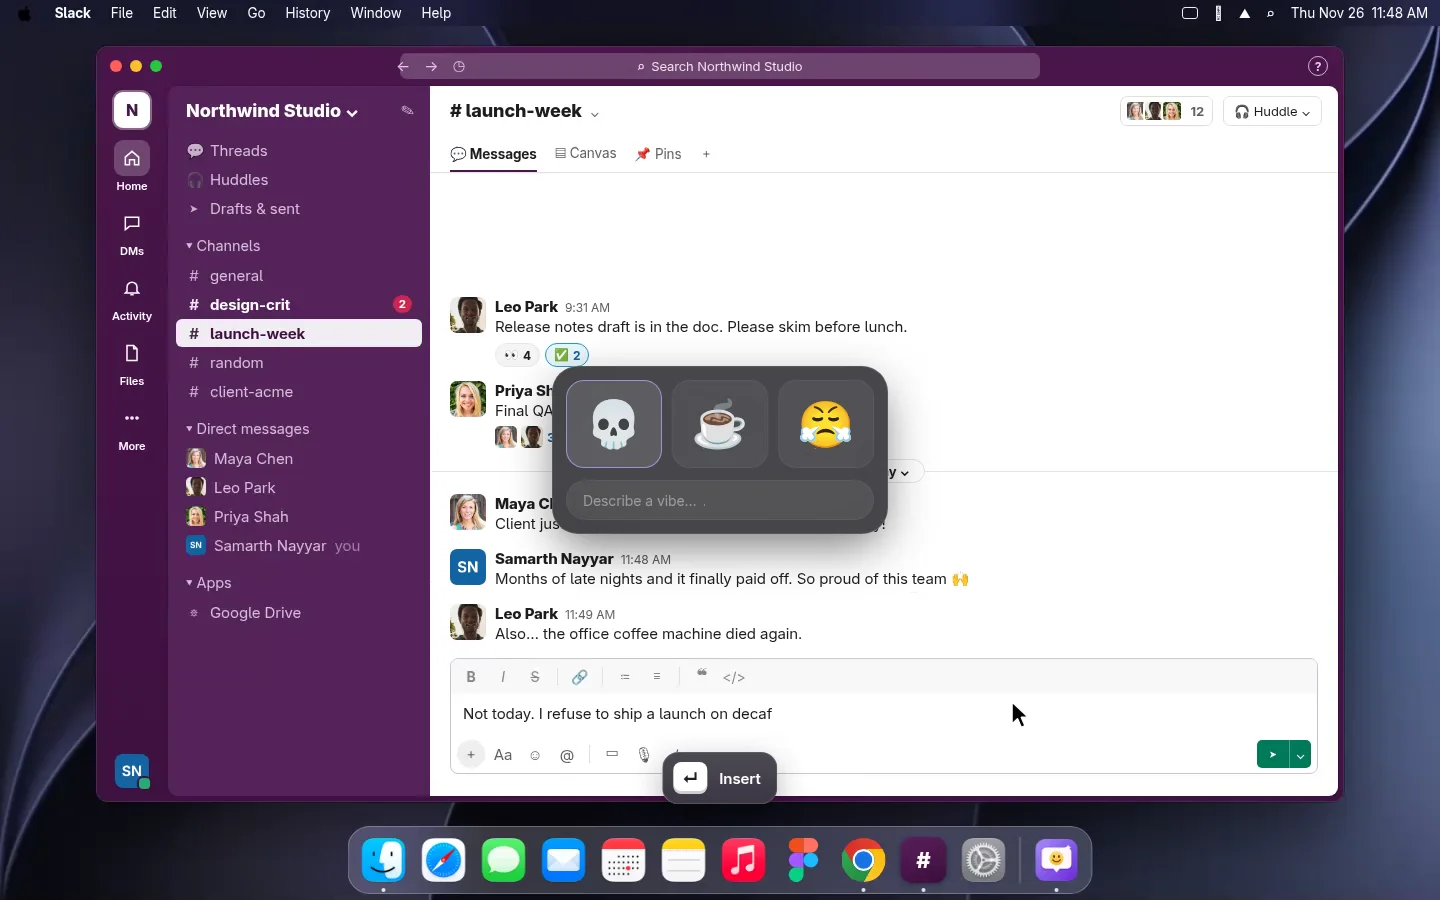 Slack File Edit View Go History Window Help Thu Nov 26 11:48 AM
Search Northwind Studio ?
N Northwind Studio
# launch-week 12 Huddle
Threads
Messages Canvas Pins +
Home
Huddles
Drafts & sent
DMs
Channels
# general
# design-crit 2
Activity
# launch-week
# random
Files
# client-acme
More
Direct messages
Maya Chen
Leo Park
Priya Shah
SN Samarth Nayyar you
Apps
Google Drive
SN
Leo Park 9:31 AM
Release notes draft is in the doc. Please skim before lunch.
4 2
Priya Sh
Final QA
Describe a vibe...
Maya C
Client jus
SN Samarth Nayyar 11:48 AM
Months of late nights and it finally paid off. So proud of this team
Leo Park 11:49 AM
Also... the office coffee machine died again.
B I S </>
Not today. I refuse to ship a launch on decaf
+ Aa @
Insert
#